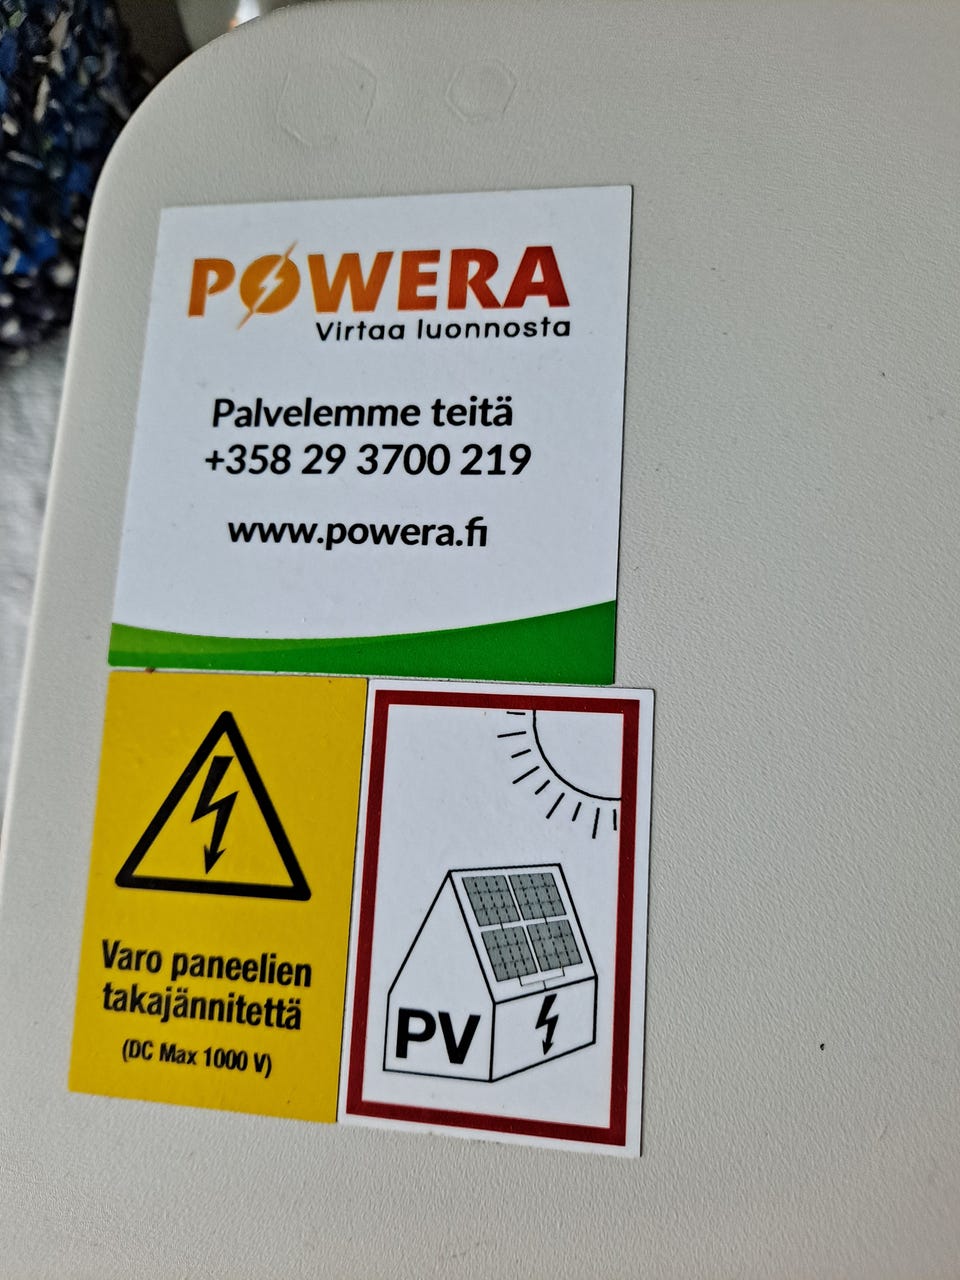 POWERA
Virtaa luonnosta
Palvelemme teitä
+358 29 3700 219
www.powera.fi
Varo paneelien
takajännitettä
(DC Max 1000 V)
PV